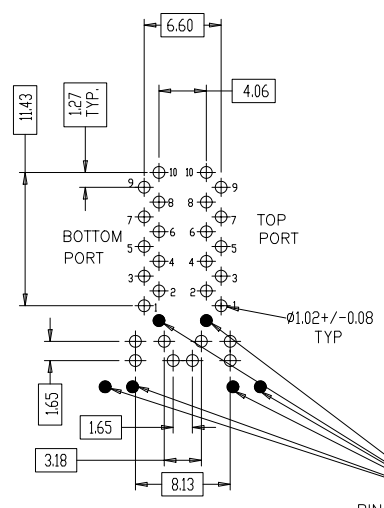 6.60
4.06
11.43
1.27
TYP.
10 10
9 9
8 8
7 7
6 6
5 5
4 4
3 3
2 2
1 1
BOTTOM
PORT
TOP
PORT
Ø1.02+/-0.08
TYP
1.65
1.65
3.18
8.13